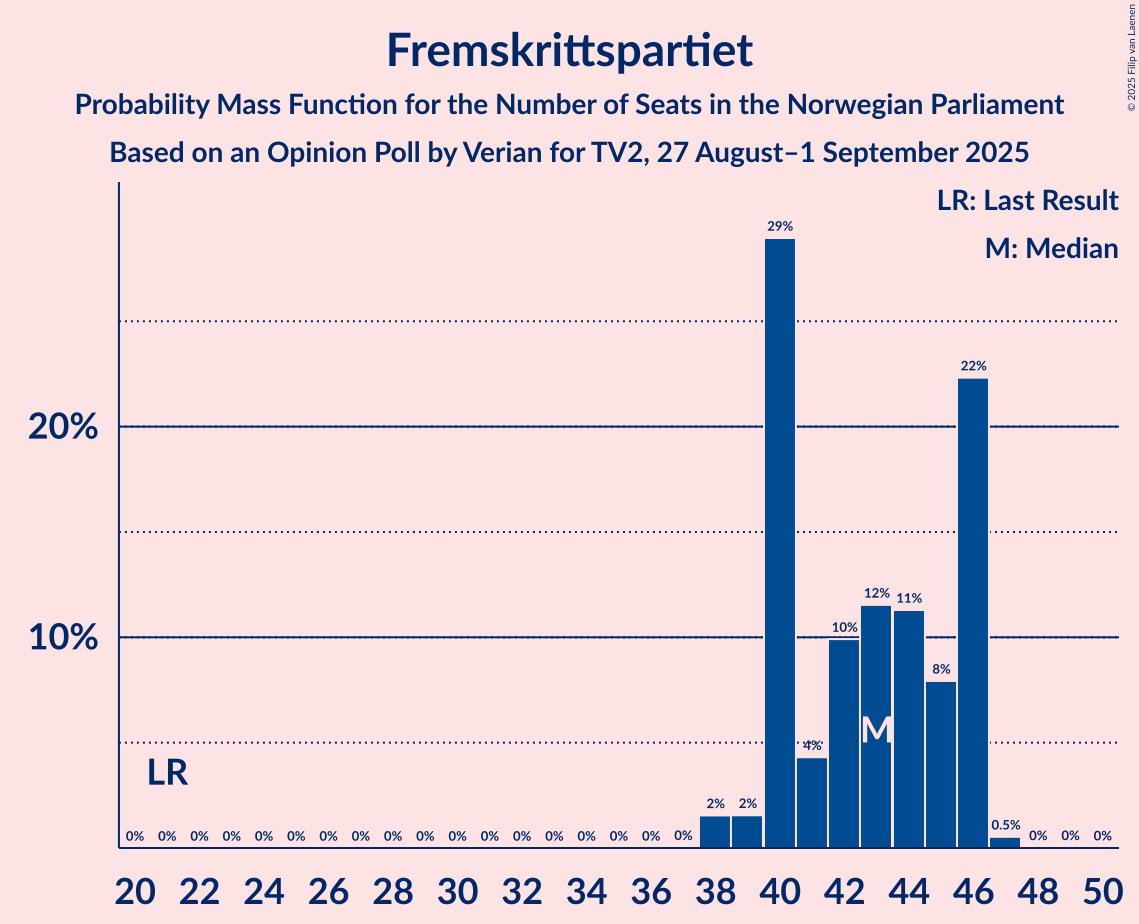 Fremskrittspartiet
Probability Mass Function for the Number of Seats in the Norwegian Parliament
Based on an Opinion Poll by Verian for TV2, 27 August–1 September 2025
© 2025 Filip van Laenen
LR: Last Result
M: Median
20%
10%
LR
M
0% 0% 0% 0% 0% 0% 0% 0% 0% 0% 0% 0% 0% 0% 0% 0% 0% 0% 2% 2% 29% 4% 10% 12% 11% 8% 22% 0.5% 0% 0% 0%
20 22 24 26 28 30 32 34 36 38 40 42 44 46 48 50